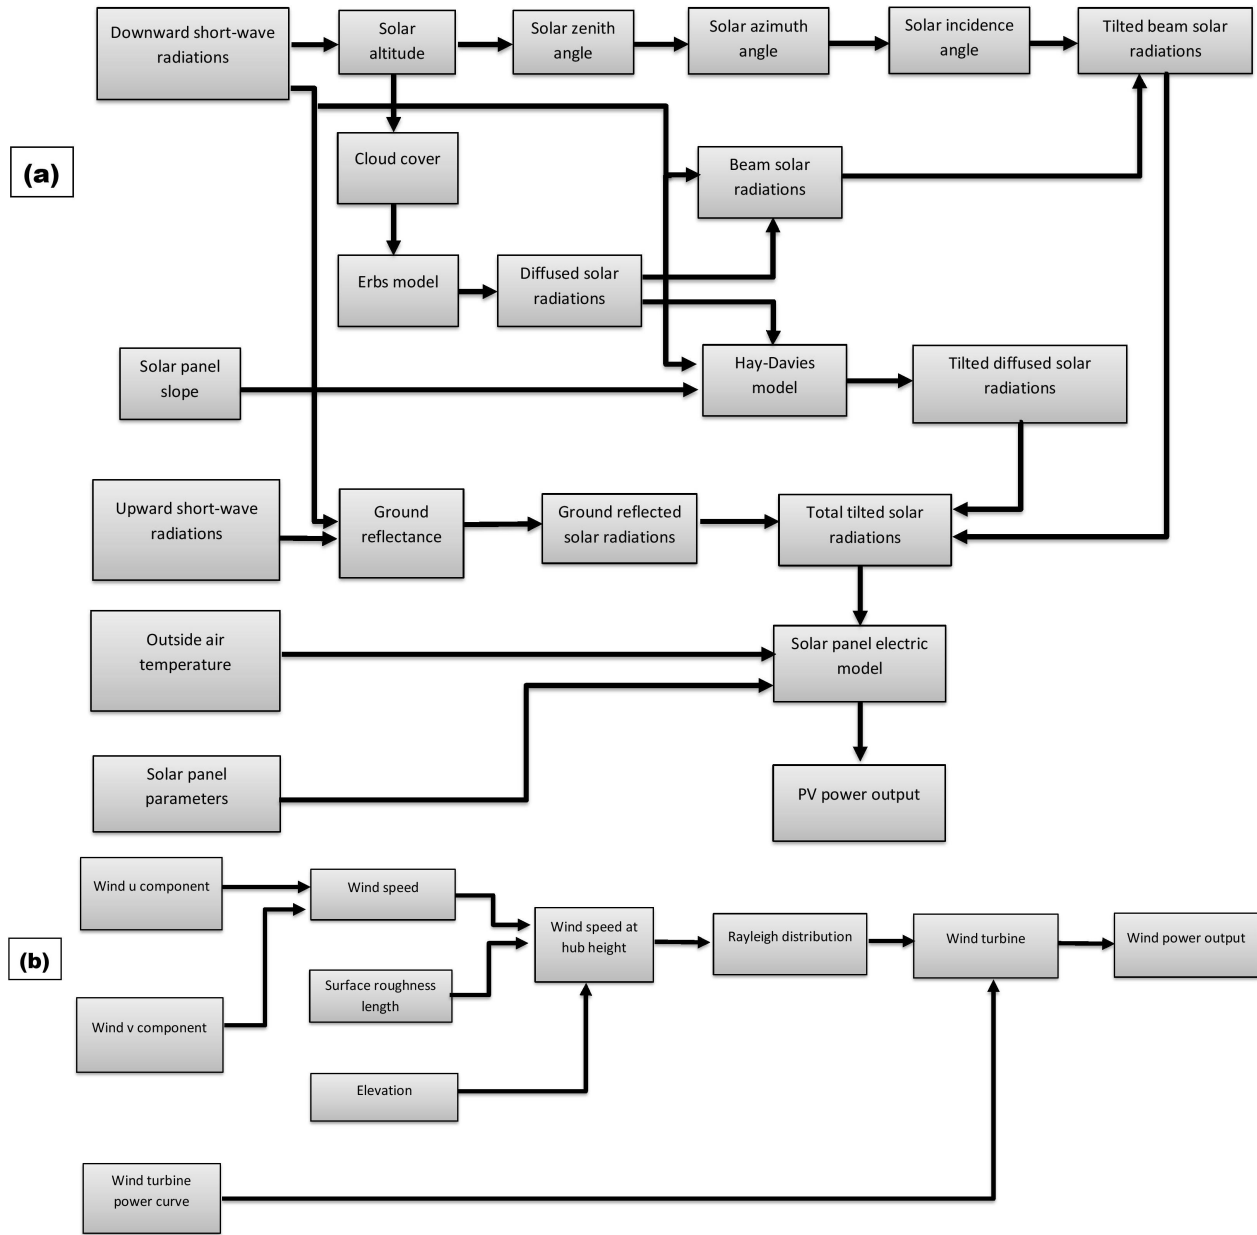 Downward short-wave
radiations
Solar
altitude
Solar zenith
angle
Solar azimuth
angle
Solar incidence
angle
Tilted beam solar
radiations
(a)
Cloud cover
Beam solar
radiations
Erbs model
Diffused solar
radiations
Solar panel
slope
Hay-Davies
model
Tilted diffused solar
radiations
Upward short-wave
radiations
Ground
reflectance
Ground reflected
solar radiations
Total tilted solar
radiations
Outside air
temperature
Solar panel electric
model
Solar panel
parameters
PV power output
(b)
Wind u component
Wind speed
Wind speed at
hub height
Rayleigh distribution
Wind turbine
Wind power output
Surface roughness
length
Wind v component
Elevation
Wind turbine
power curve